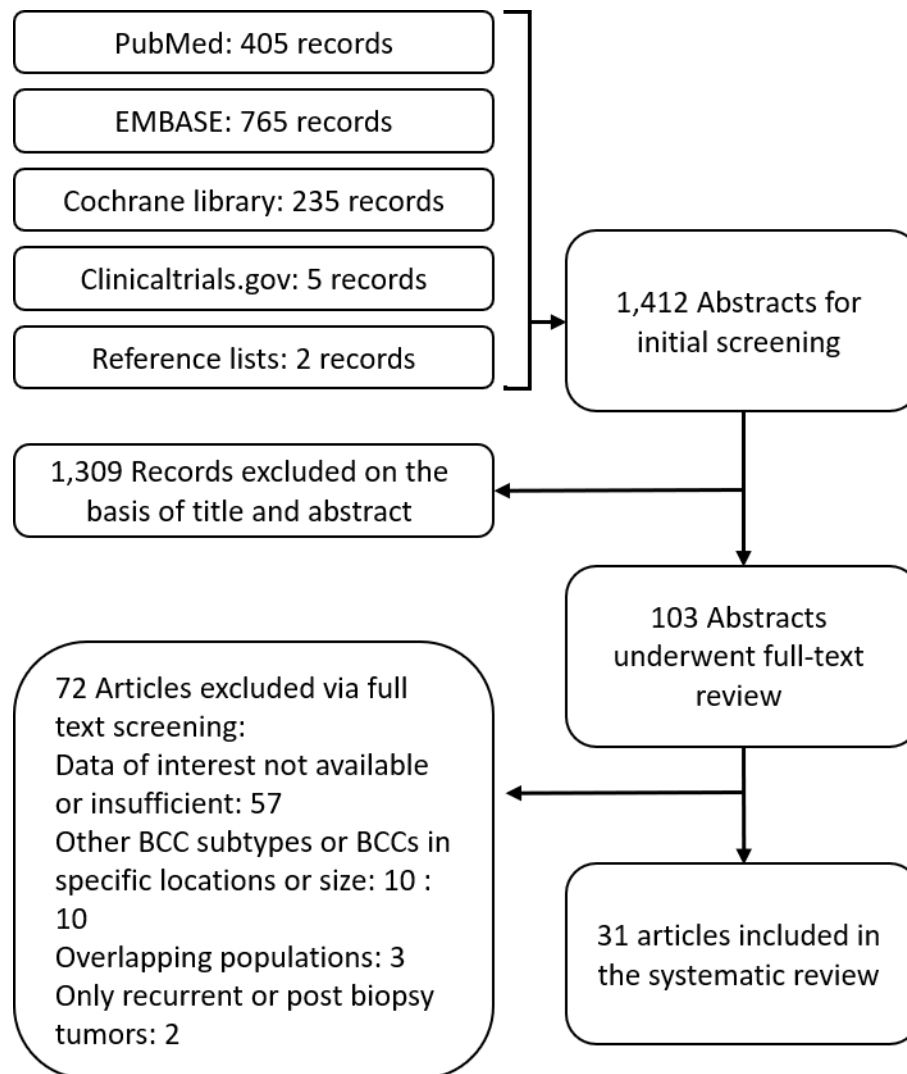 PubMed: 405 records
EMBASE: 765 records
Cochrane library: 235 records
Clinicaltrials.gov: 5 records
Reference lists: 2 records
1,412 Abstracts for
initial screening
1,309 Records excluded on the
basis of title and abstract
103 Abstracts
underwent full-text
review
72 Articles excluded via full
text screening:
Data of interest not available
or insufficient: 57
Other BCC subtypes or BCCs in
specific locations or size: 10 :
10
Overlapping populations: 3
Only recurrent or post biopsy
tumors: 2
31 articles included in
the systematic review